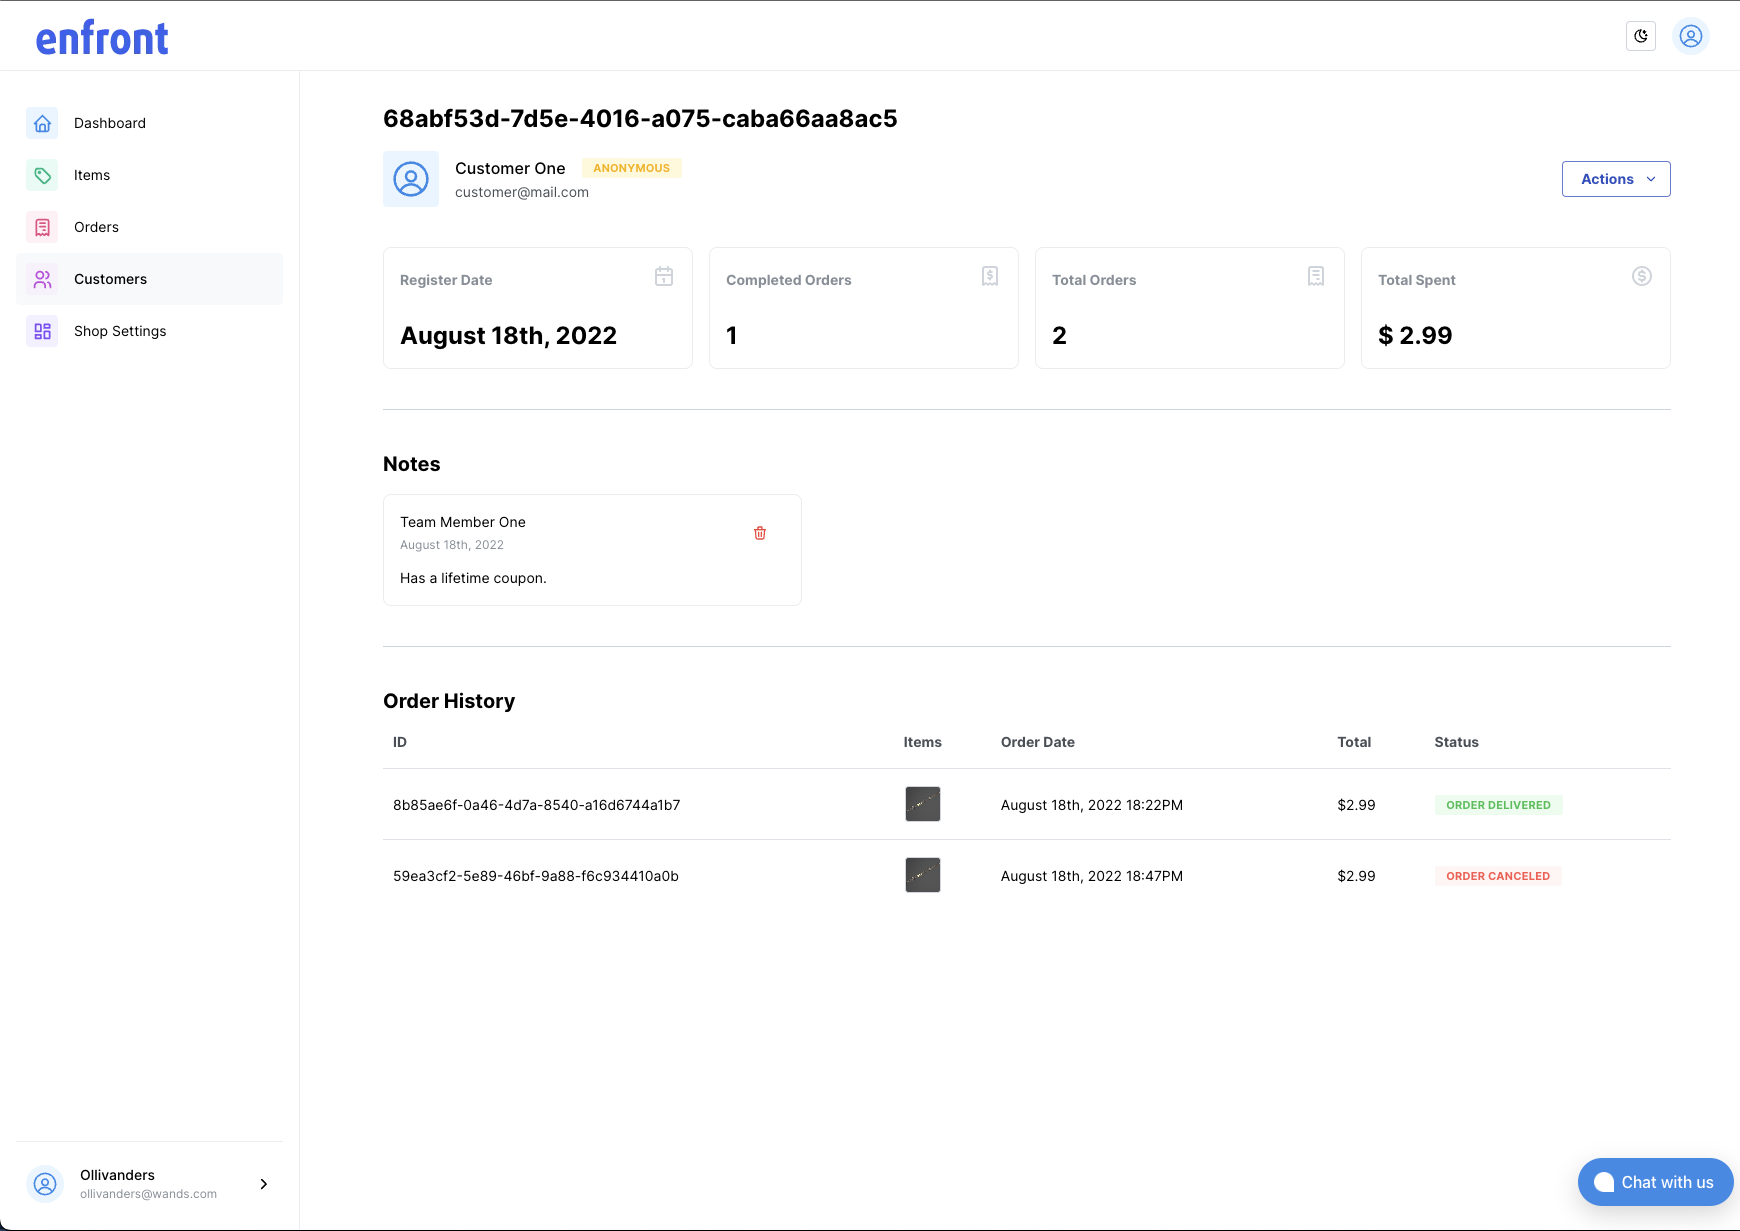 enfront
Dashboard
Items
Orders
Customers
Shop Settings
68abf53d-7d5e-4016-a075-caba66aa8ac5
Customer One ANONYMOUS
customer@mail.com
Actions
Register Date
August 18th, 2022
Completed Orders
1
Total Orders
2
Total Spent
$ 2.99
Notes
Team Member One
August 18th, 2022
Has a lifetime coupon.
Order History
ID Items Order Date Total Status
8b85ae6f-0a46-4d7a-8540-a16d6744a1b7 August 18th, 2022 18:22PM $2.99 ORDER DELIVERED
59ea3cf2-5e89-46bf-9a88-f6c934410a0b August 18th, 2022 18:47PM $2.99 ORDER CANCELED
Ollivanders
ollivanders@wands.com
Chat with us